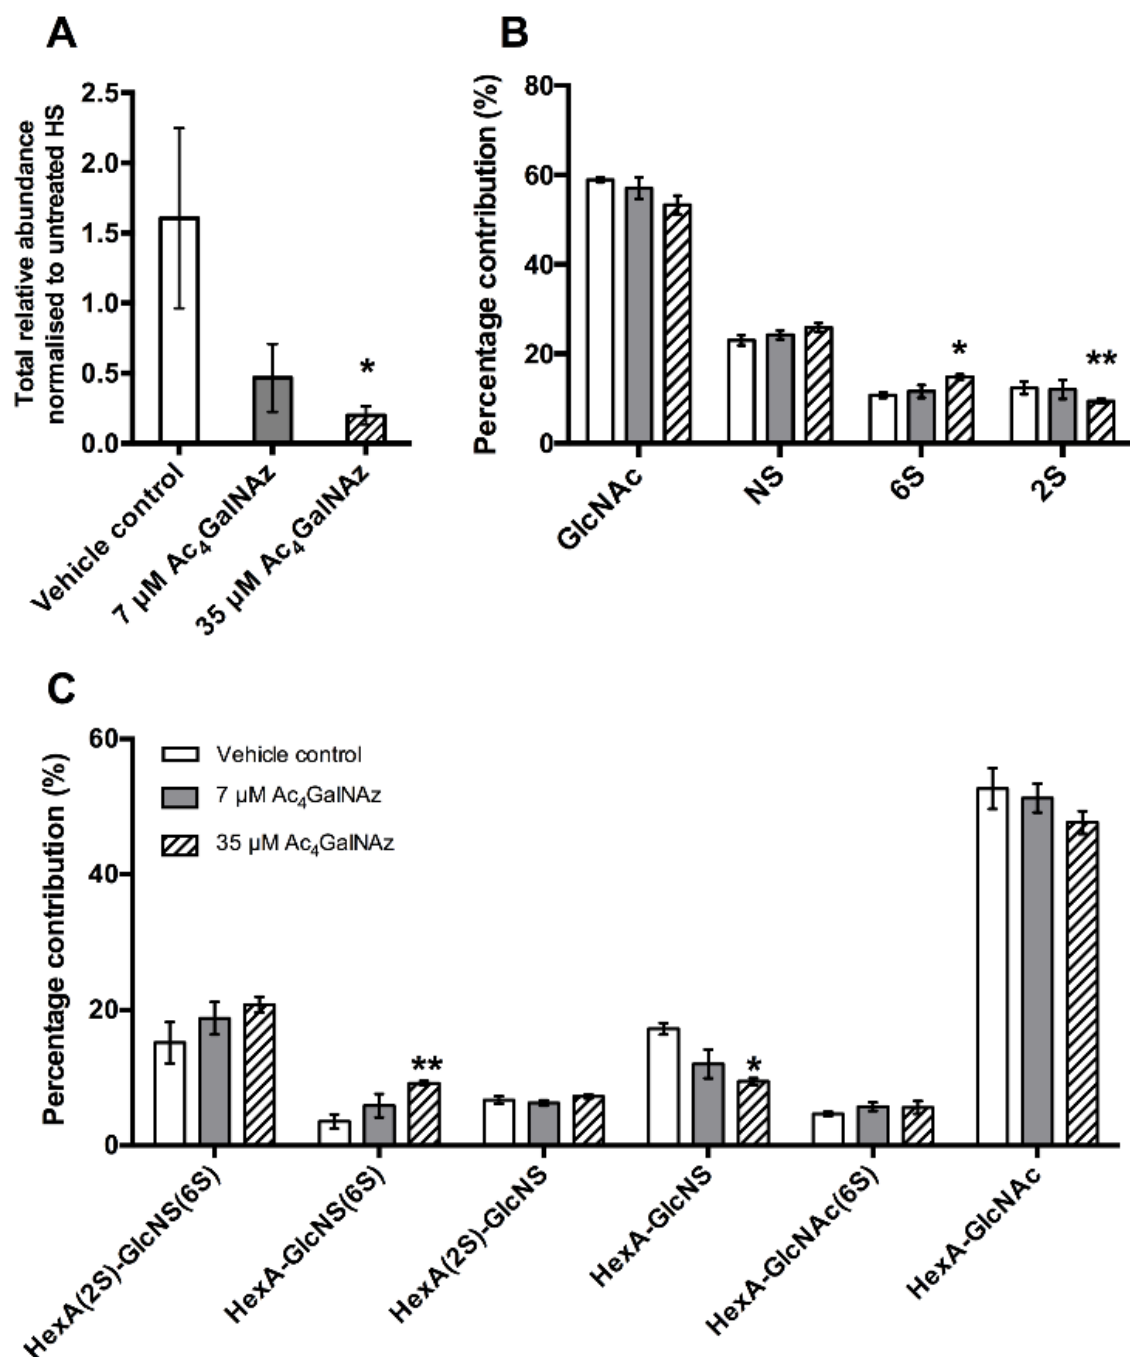 A
Total relative abundance
normalised to untreated HS
2.5
2.0
1.5
1.0
0.5
0.0
*
Vehicle control
7 µM Ac₄GalNAz
35 µM Ac₄GalNAz
B
Percentage contribution (%)
80
60
40
20
0
*
**
GlcNAc
NS
6S
2S
C
Percentage contribution (%)
60
40
20
0
Vehicle control
7 µM Ac₄GalNAz
35 µM Ac₄GalNAz
**
*
HexA(2S)-GlcNS(6S)
HexA-GlcNS(6S)
HexA(2S)-GlcNS
HexA-GlcNS
HexA-GlcNAc(6S)
HexA-GlcNAc